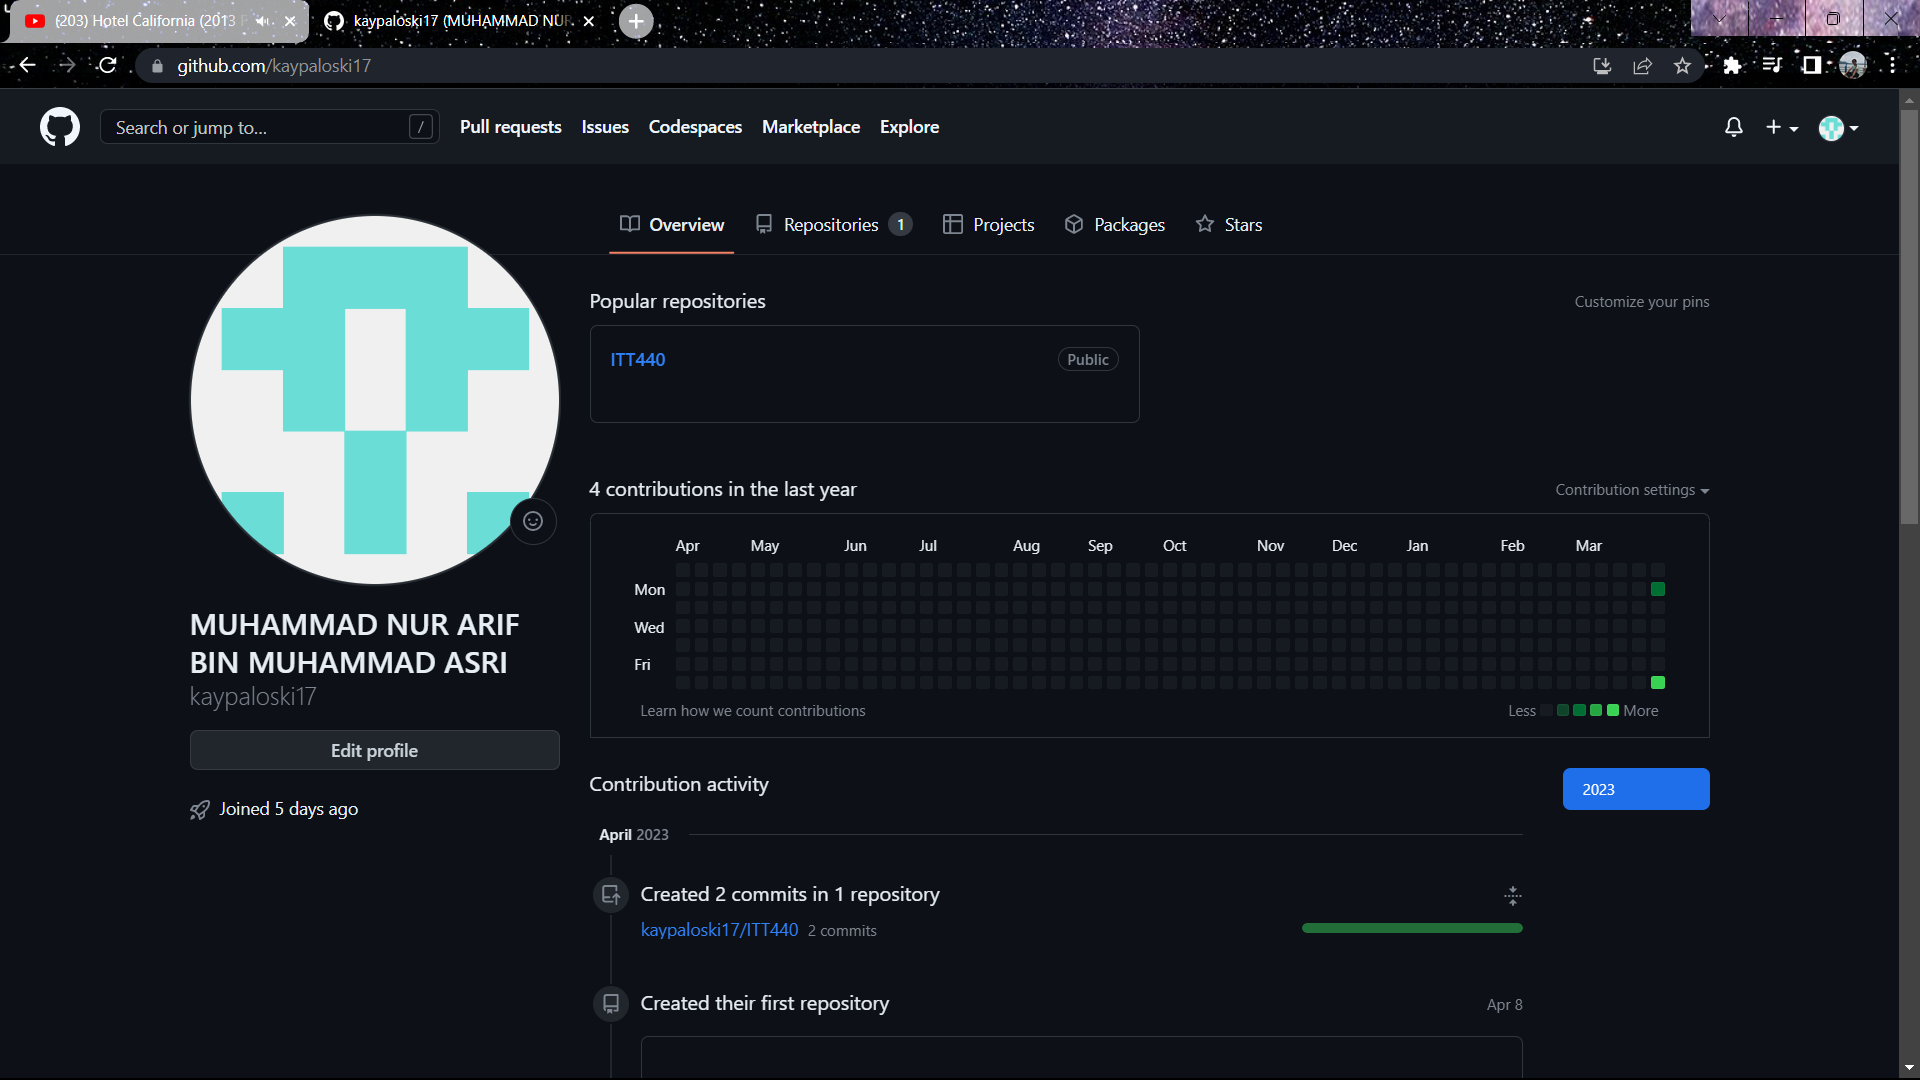 (203) Hotel California (2013
kaypaloski17 (MUHAMMAD NUR
github.com/kaypaloski17
Search or jump to... /
Pull requests Issues Codespaces Marketplace Explore
Overview Repositories 1 Projects Packages Stars
Popular repositories
Customize your pins
ITT440 Public
4 contributions in the last year
Contribution settings
Apr May Jun Jul Aug Sep Oct Nov Dec Jan Feb Mar
Mon
Wed
Fri
Learn how we count contributions
Less More
MUHAMMAD NUR ARIF
BIN MUHAMMAD ASRI
kaypaloski17
Edit profile
Joined 5 days ago
Contribution activity
2023
April 2023
Created 2 commits in 1 repository
kaypaloski17/ITT440 2 commits
Created their first repository
Apr 8